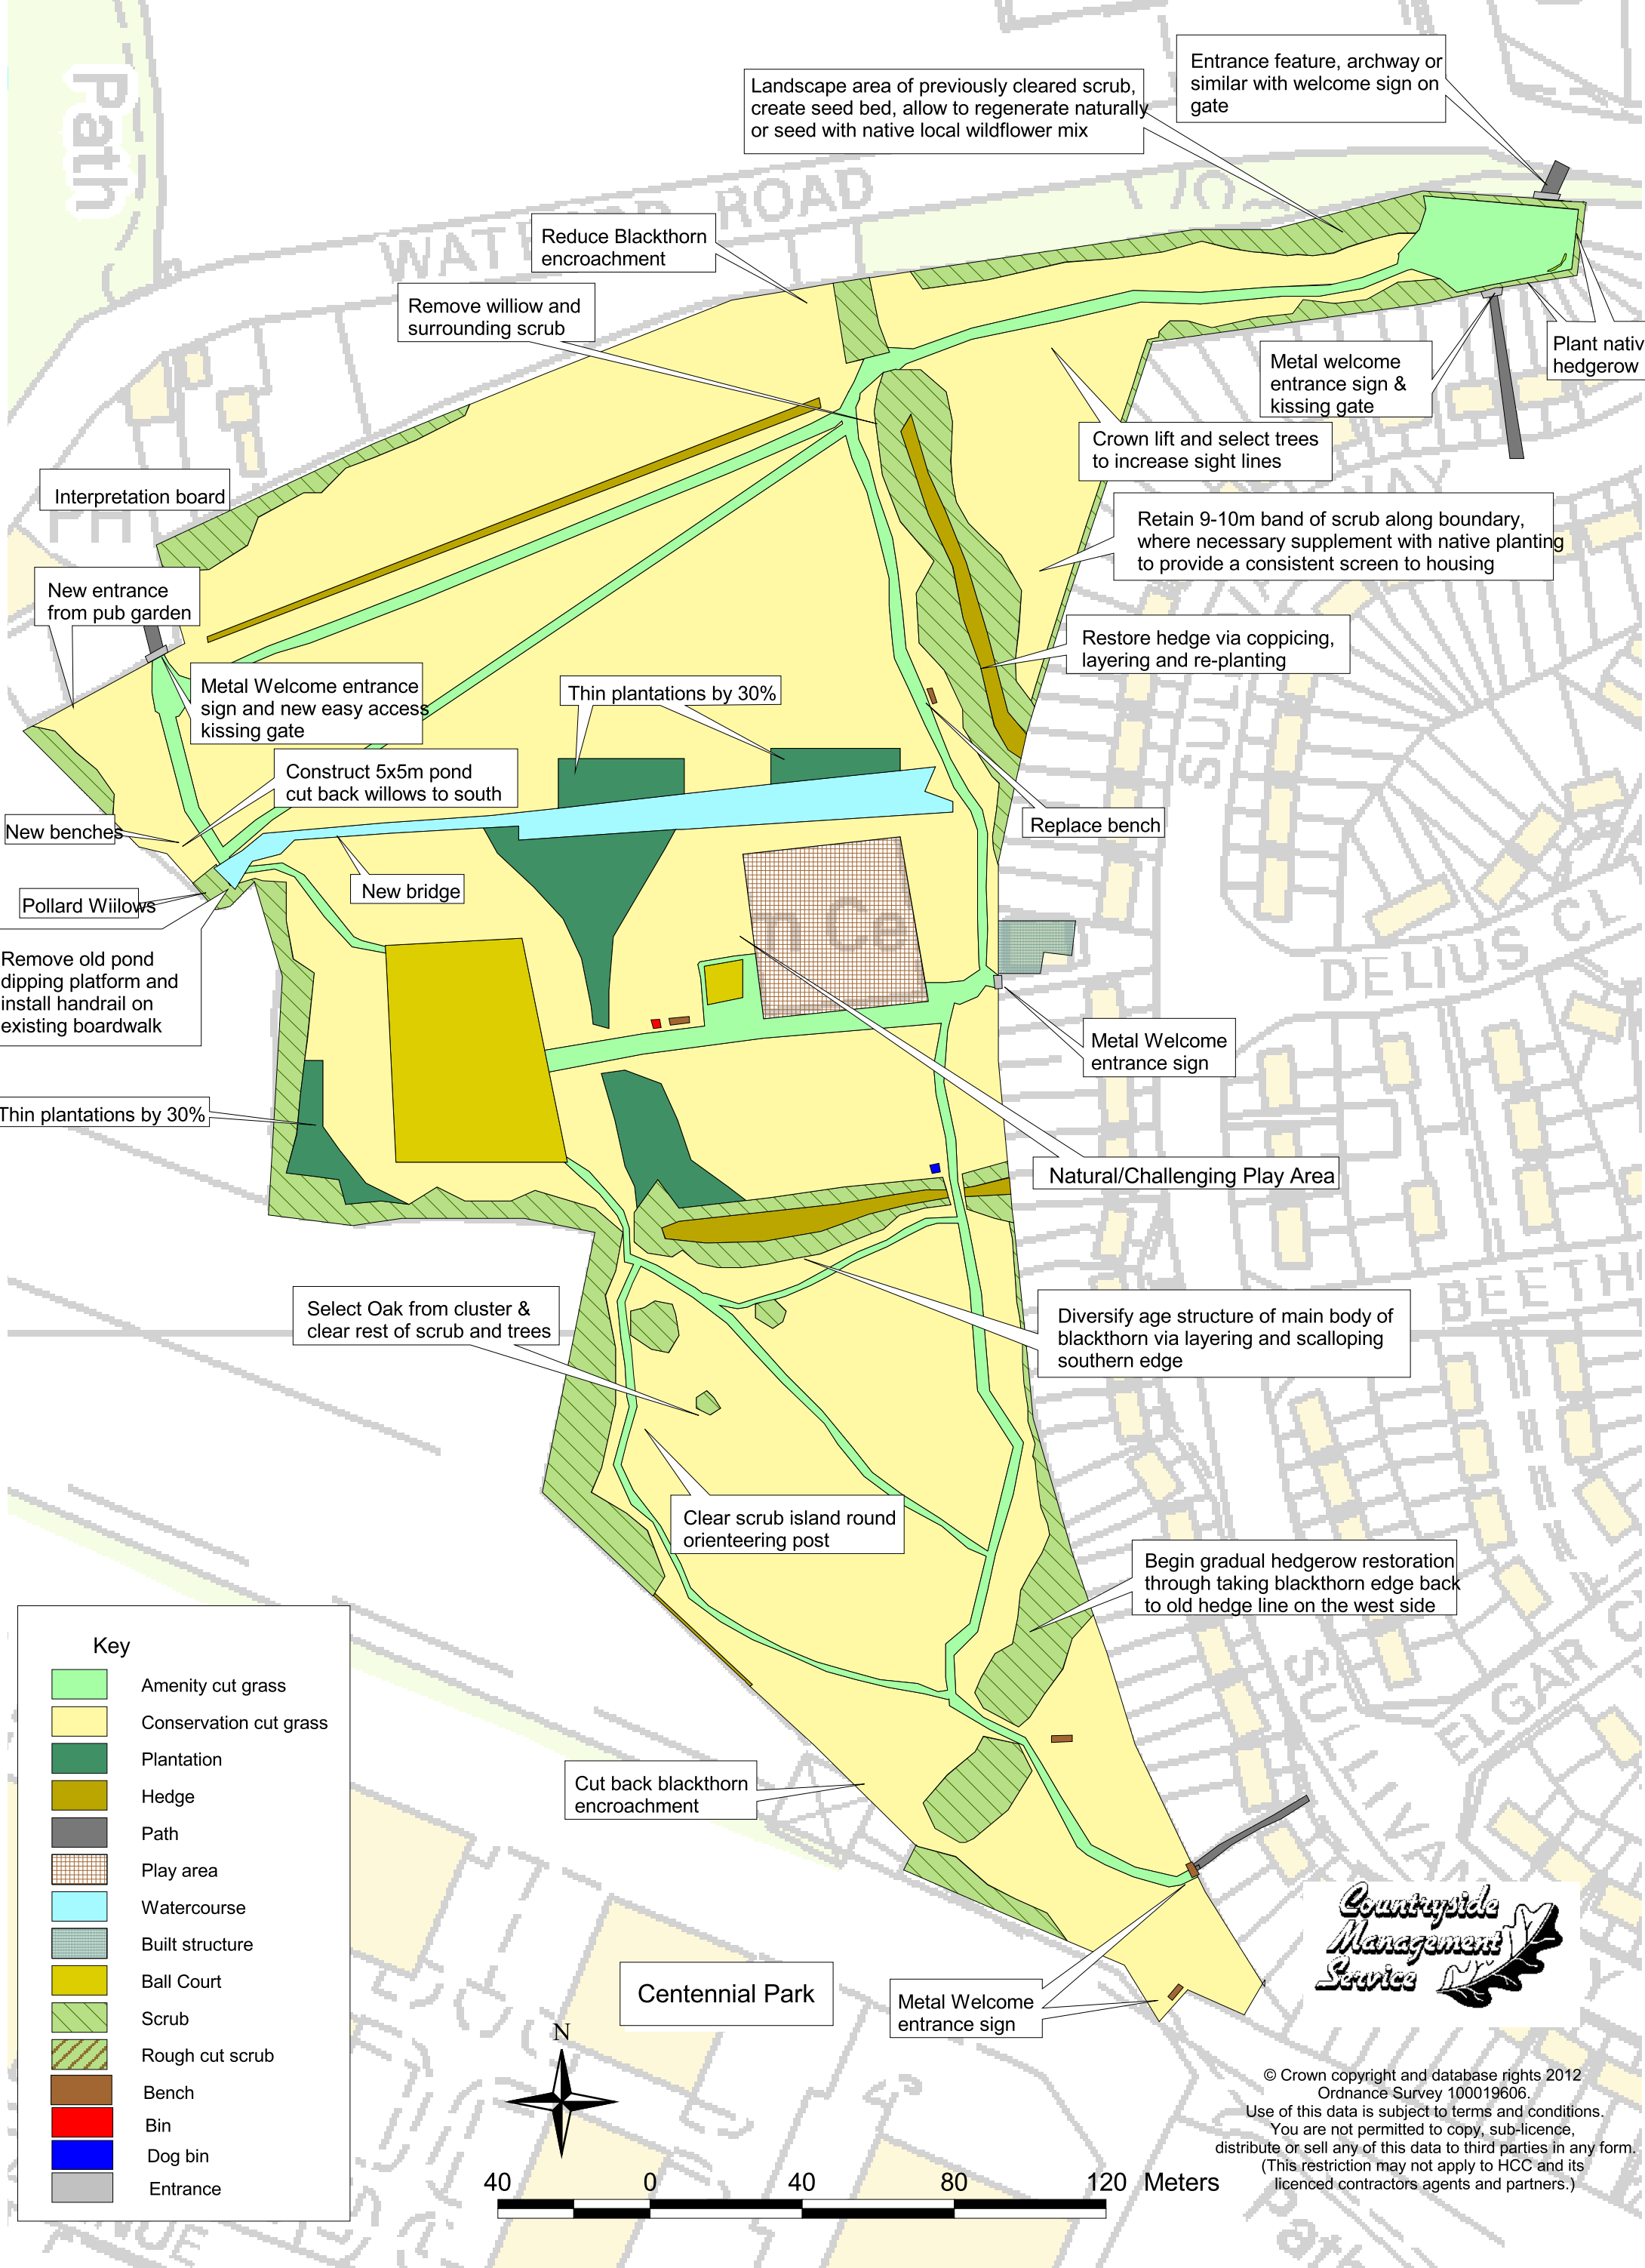 Entrance feature, archway or
similar with welcome sign on
gate
Landscape area of previously cleared scrub,
create seed bed, allow to regenerate naturally
or seed with native local wildflower mix
Path
ROAD
Reduce Blackthorn
encroachment
Remove williow and
surrounding scrub
Plant nativ
hedgerow
Metal welcome
entrance sign &
kissing gate
Crown lift and select trees
to increase sight lines
Interpretation board
Retain 9-10m band of scrub along boundary,
where necessary supplement with native planting
to provide a consistent screen to housing
New entrance
from pub garden
Restore hedge via coppicing,
layering and re-planting
Metal Welcome entrance
sign and new easy access
kissing gate
Thin plantations by 30%
Construct 5x5m pond
cut back willows to south
New benches
Replace bench
New bridge
Pollard Wiilows
n Ce
DELIUS CL
Remove old pond
dipping platform and
install handrail on
existing boardwalk
Metal Welcome
entrance sign
Thin plantations by 30%
Natural/Challenging Play Area
BEETH
Select Oak from cluster &
clear rest of scrub and trees
Diversify age structure of main body of
blackthorn via layering and scalloping
southern edge
Clear scrub island round
orienteering post
Begin gradual hedgerow restoration
through taking blackthorn edge back
to old hedge line on the west side
SULLIVAN
ELGAR C
Cut back blackthorn
encroachment
Key
Amenity cut grass
Conservation cut grass
Plantation
Hedge
Path
Play area
Watercourse
Built structure
Ball Court
Scrub
Rough cut scrub
Bench
Bin
Dog bin
Entrance
Countryside
Management
Service
Centennial Park
Metal Welcome
entrance sign
N
40 0 40 80 120 Meters
© Crown copyright and database rights 2012
Ordnance Survey 100019606.
Use of this data is subject to terms and conditions.
You are not permitted to copy, sub-licence,
distribute or sell any of this data to third parties in any form.
(This restriction may not apply to HCC and its
licenced contractors agents and partners.)
Path